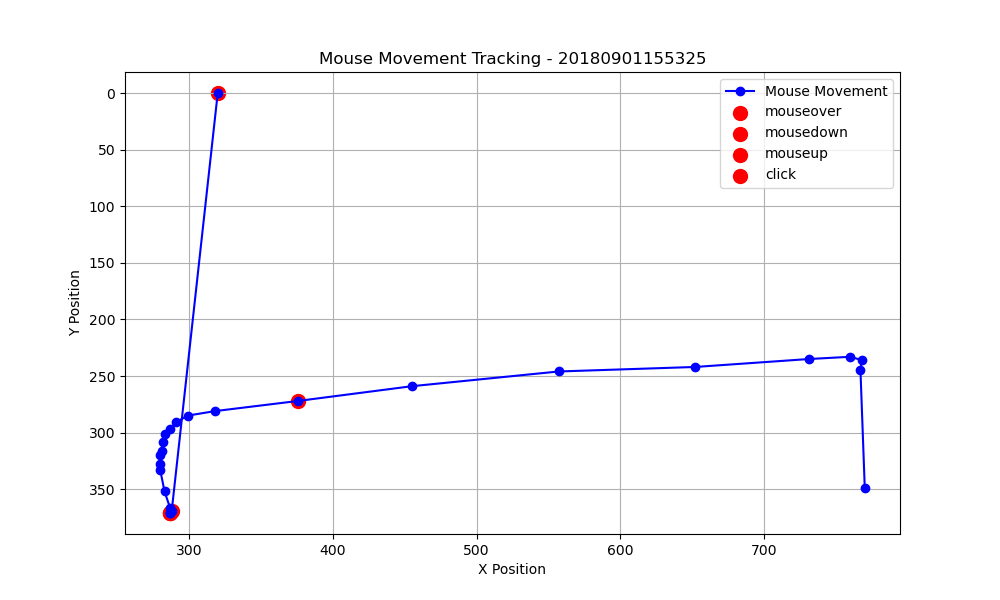 Mouse Movement Tracking - 20180901155325
Mouse Movement
mouseover
mousedown
mouseup
click
0
50
100
150
200
250
300
350
Y Position
300 400 500 600 700
X Position